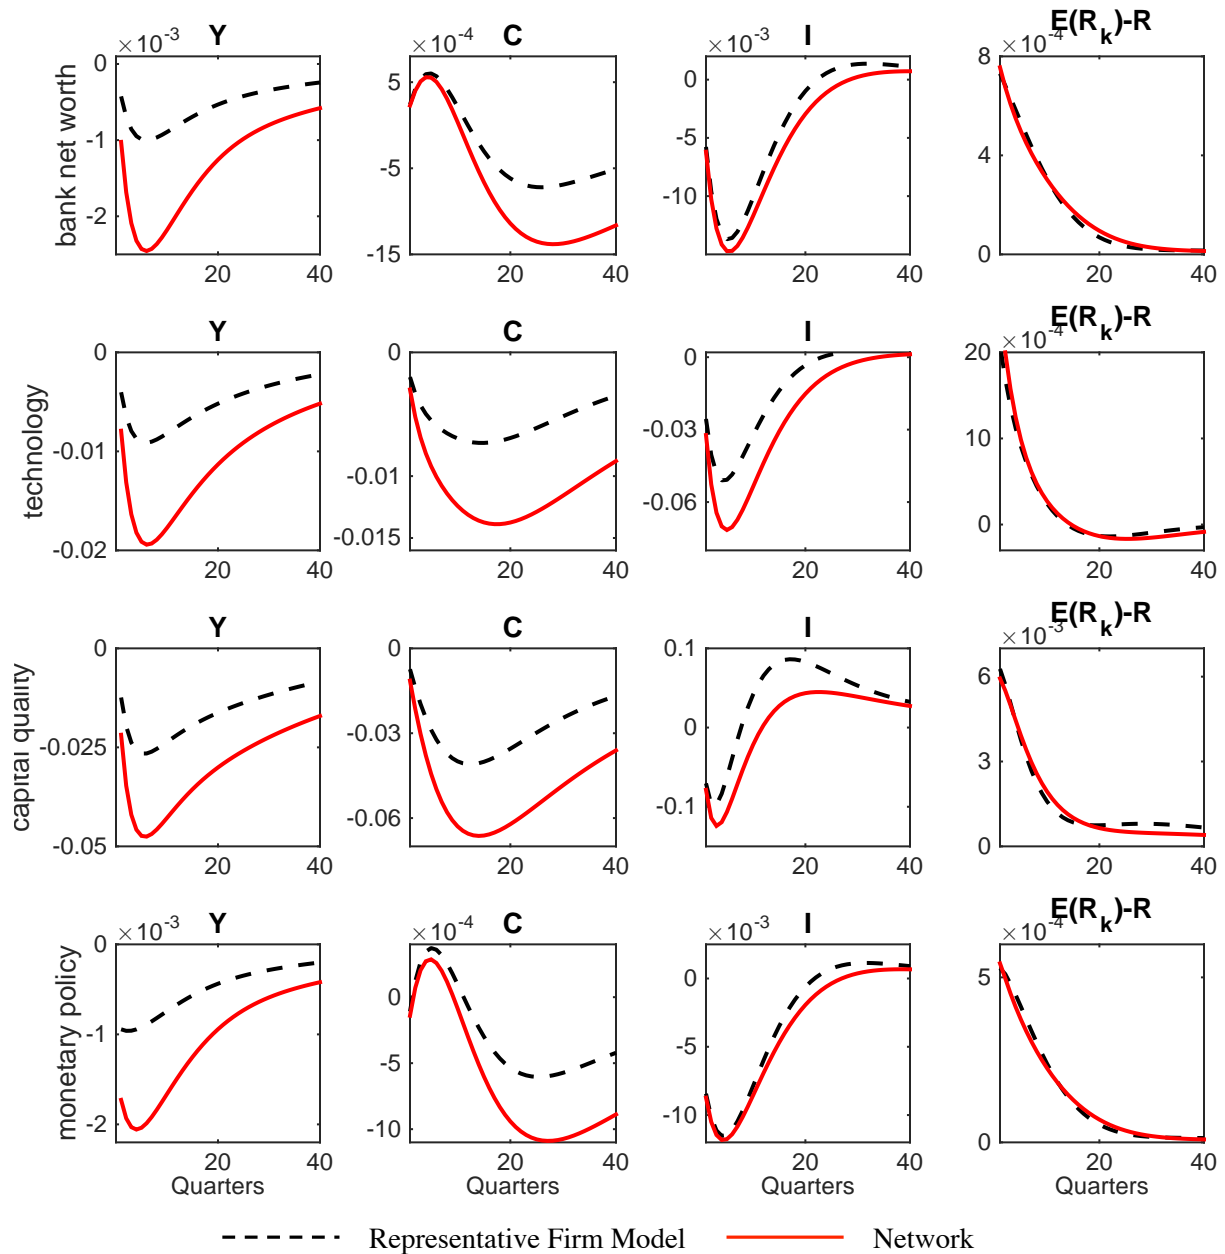 Y C I E(R_k)-R
×10^-3 ×10^-4 ×10^-3 ×10^-4
bank net worth
0 -1 -2
5 -5 -15
0 -5 -10
8 4 0
20 40 20 40 20 40 20 40
Y C I E(R_k)-R
×10^-4
technology
0 -0.01 -0.02
0 -0.005 -0.01 -0.015
0 -0.03 -0.06
20 10 0
20 40 20 40 20 40 20 40
Y C I E(R_k)-R
×10^-3
capital quality
0 -0.025 -0.05
0 -0.03 -0.06
0.1 0 -0.1
6 3 0
20 40 20 40 20 40 20 40
Y C I E(R_k)-R
×10^-3 ×10^-4 ×10^-3 ×10^-4
monetary policy
0 -1 -2
0 -5 -10
0 -5 -10
5 0
20 40 20 40 20 40 20 40
Quarters Quarters Quarters Quarters
Representative Firm Model Network